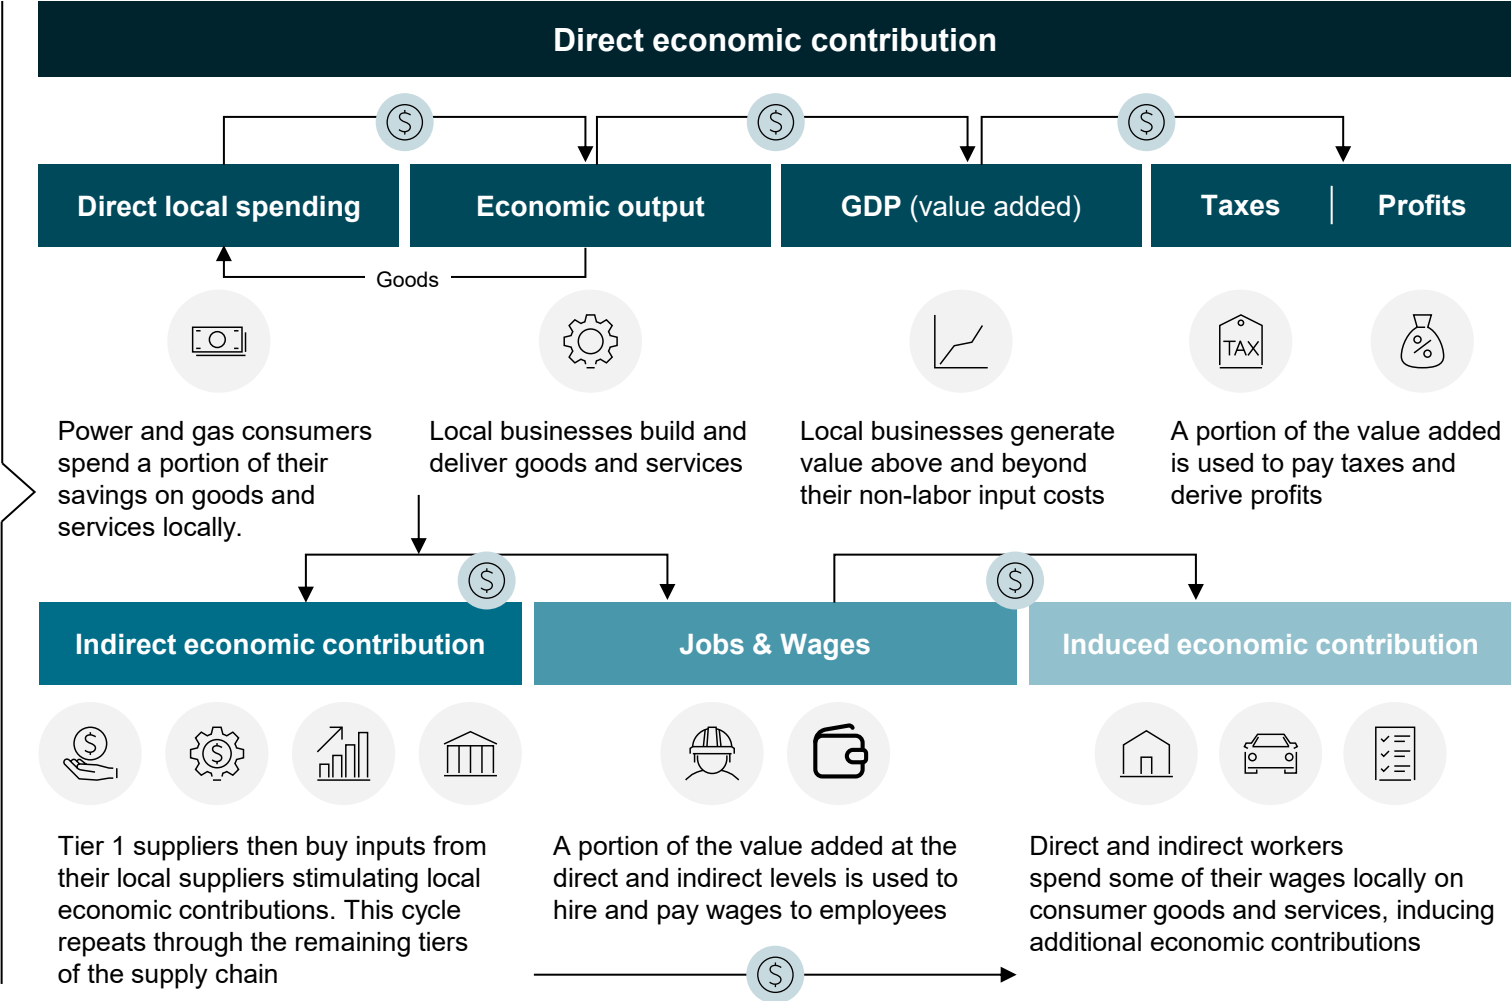 Direct economic contribution
Direct local spending
Economic output
GDP (value added)
Taxes
Profits
Goods
TAX
Power and gas consumers
spend a portion of their
savings on goods and
services locally.
Local businesses build and
deliver goods and services
Local businesses generate
value above and beyond
their non-labor input costs
A portion of the value added
is used to pay taxes and
derive profits
Indirect economic contribution
Jobs & Wages
Induced economic contribution
Tier 1 suppliers then buy inputs from
their local suppliers stimulating local
economic contributions. This cycle
repeats through the remaining tiers
of the supply chain
A portion of the value added at the
direct and indirect levels is used to
hire and pay wages to employees
Direct and indirect workers
spend some of their wages locally on
consumer goods and services, inducing
additional economic contributions